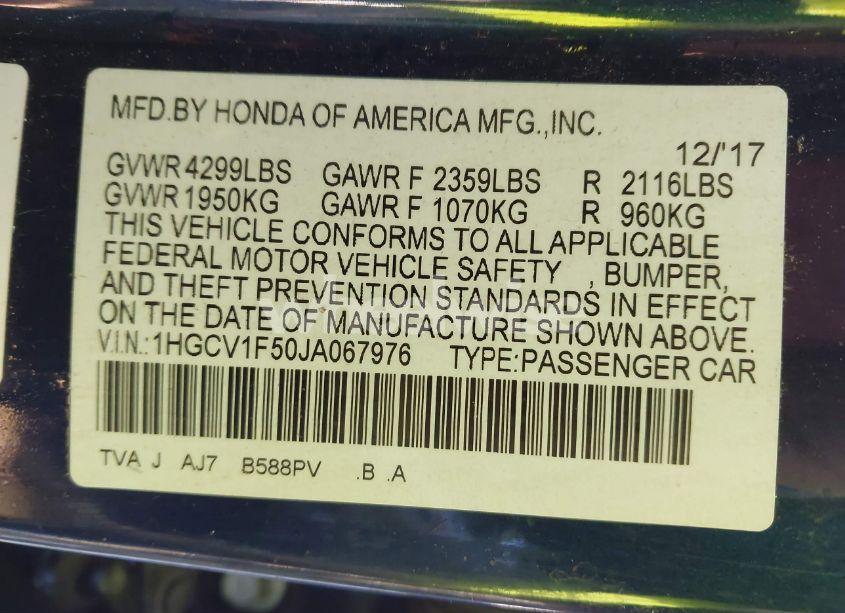 MFD.BY HONDA OF AMERICA MFG.,INC.
12/'17
GVWR 4299LBS GAWR F 2359LBS R 2116LBS
GVWR 1950KG GAWR F 1070KG R 960KG
THIS VEHICLE CONFORMS TO ALL APPLICABLE
FEDERAL MOTOR VEHICLE SAFETY , BUMPER,
AND THEFT PREVENTION STANDARDS IN EFFECT
ON THE DATE OF MANUFACTURE SHOWN ABOVE.
V.I.N.:1HGCV1F50JA067976 TYPE:PASSENGER CAR
TVA J AJ7 B588PV .B .A